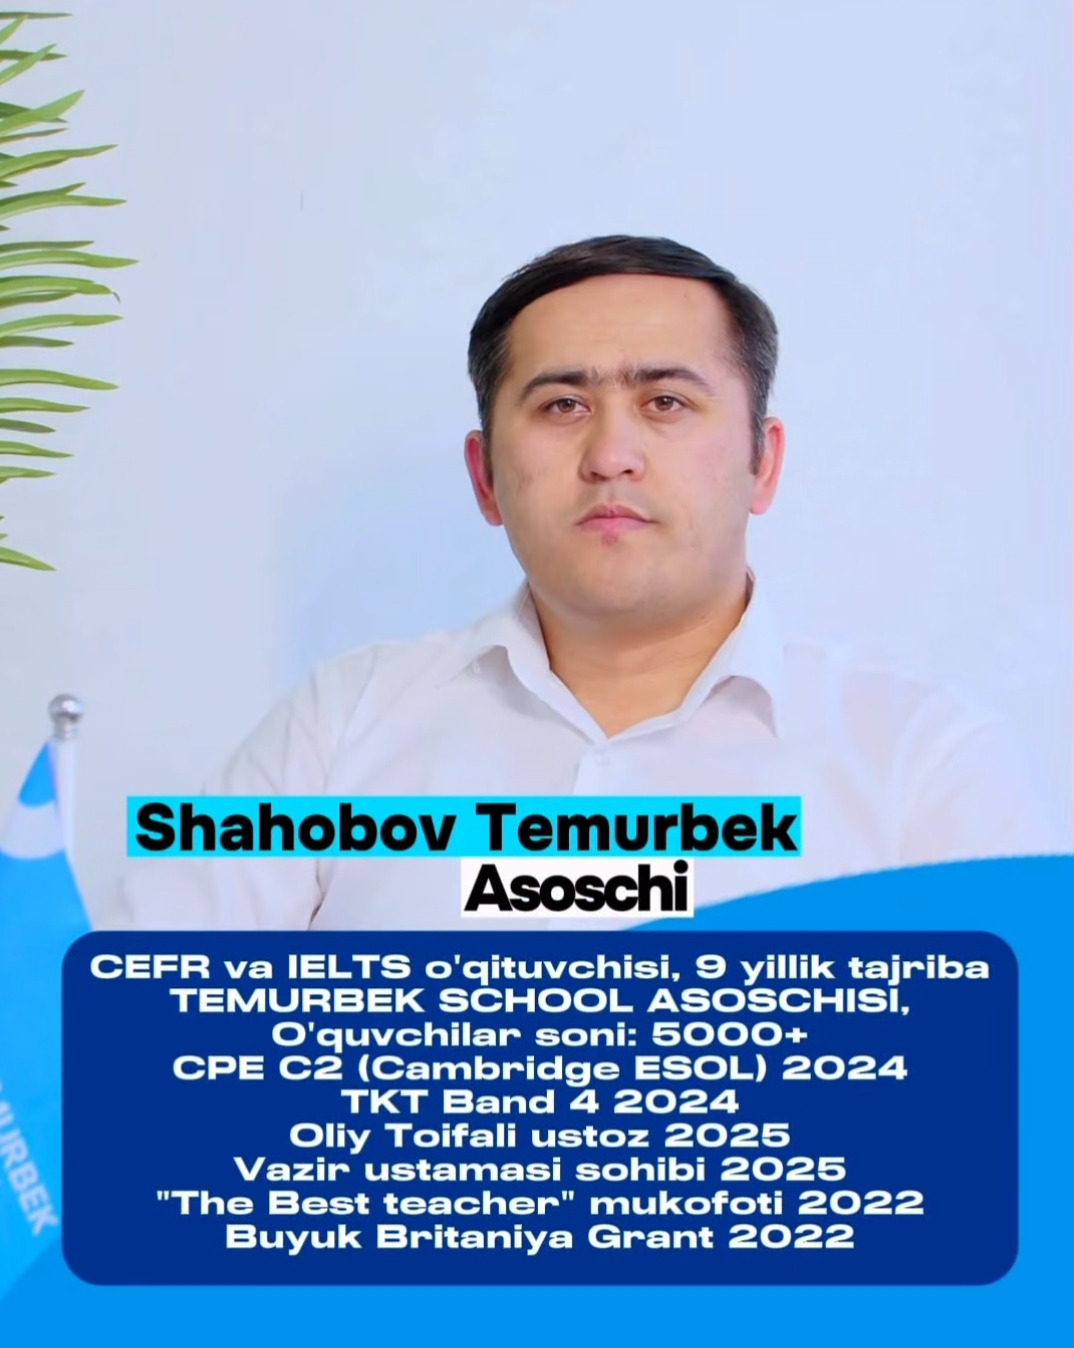 Shahobov Temurbek
Asoschi
CEFR va IELTS o'qituvchisi, 9 yillik tajriba
TEMURBEK SCHOOL ASOSCHISI,
O'quvchilar soni: 5000+
CPE C2 (Cambridge ESOL) 2024
TKT Band 4 2024
Oliy Toifali ustoz 2025
Vazir ustamasi sohibi 2025
"The Best teacher" mukofoti 2022
Buyuk Britaniya Grant 2022